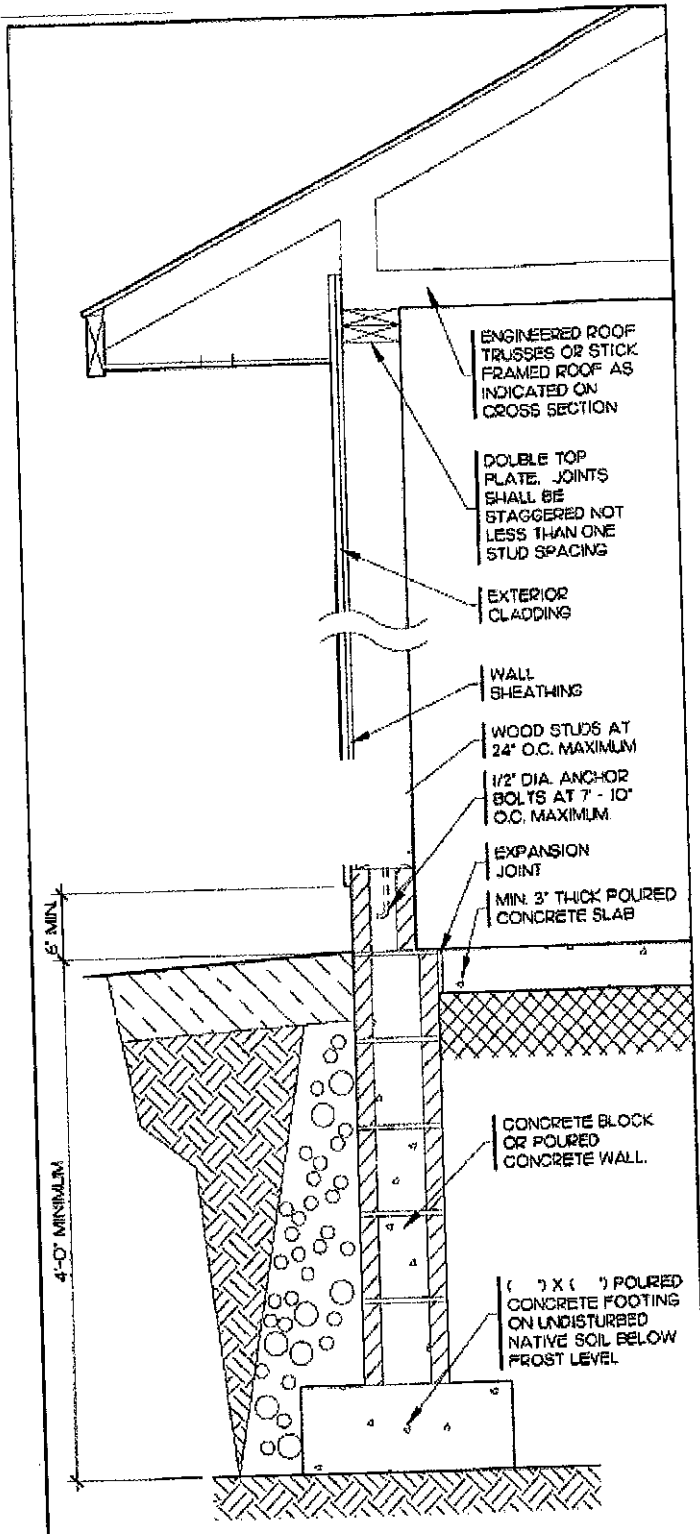 ENGINEERED ROOF
TRUSSES OR STICK
FRAMED ROOF AS
INDICATED ON
CROSS SECTION
DOUBLE TOP
PLATE. JOINTS
SHALL BE
STAGGERED NOT
LESS THAN ONE
STUD SPACING
EXTERIOR
CLADDING
WALL
SHEATHING
WOOD STUDS AT
24" O.C. MAXIMUM
1/2" DIA. ANCHOR
BOLTS AT 7' - 10"
O.C. MAXIMUM
EXPANSION
JOINT
MIN. 3" THICK POURED
CONCRETE SLAB
6" MIN.
4'-0" MINIMUM
CONCRETE BLOCK
OR POURED
CONCRETE WALL.
( ") X ( ") POURED
CONCRETE FOOTING
ON UNDISTURBED
NATIVE SOIL BELOW
FROST LEVEL